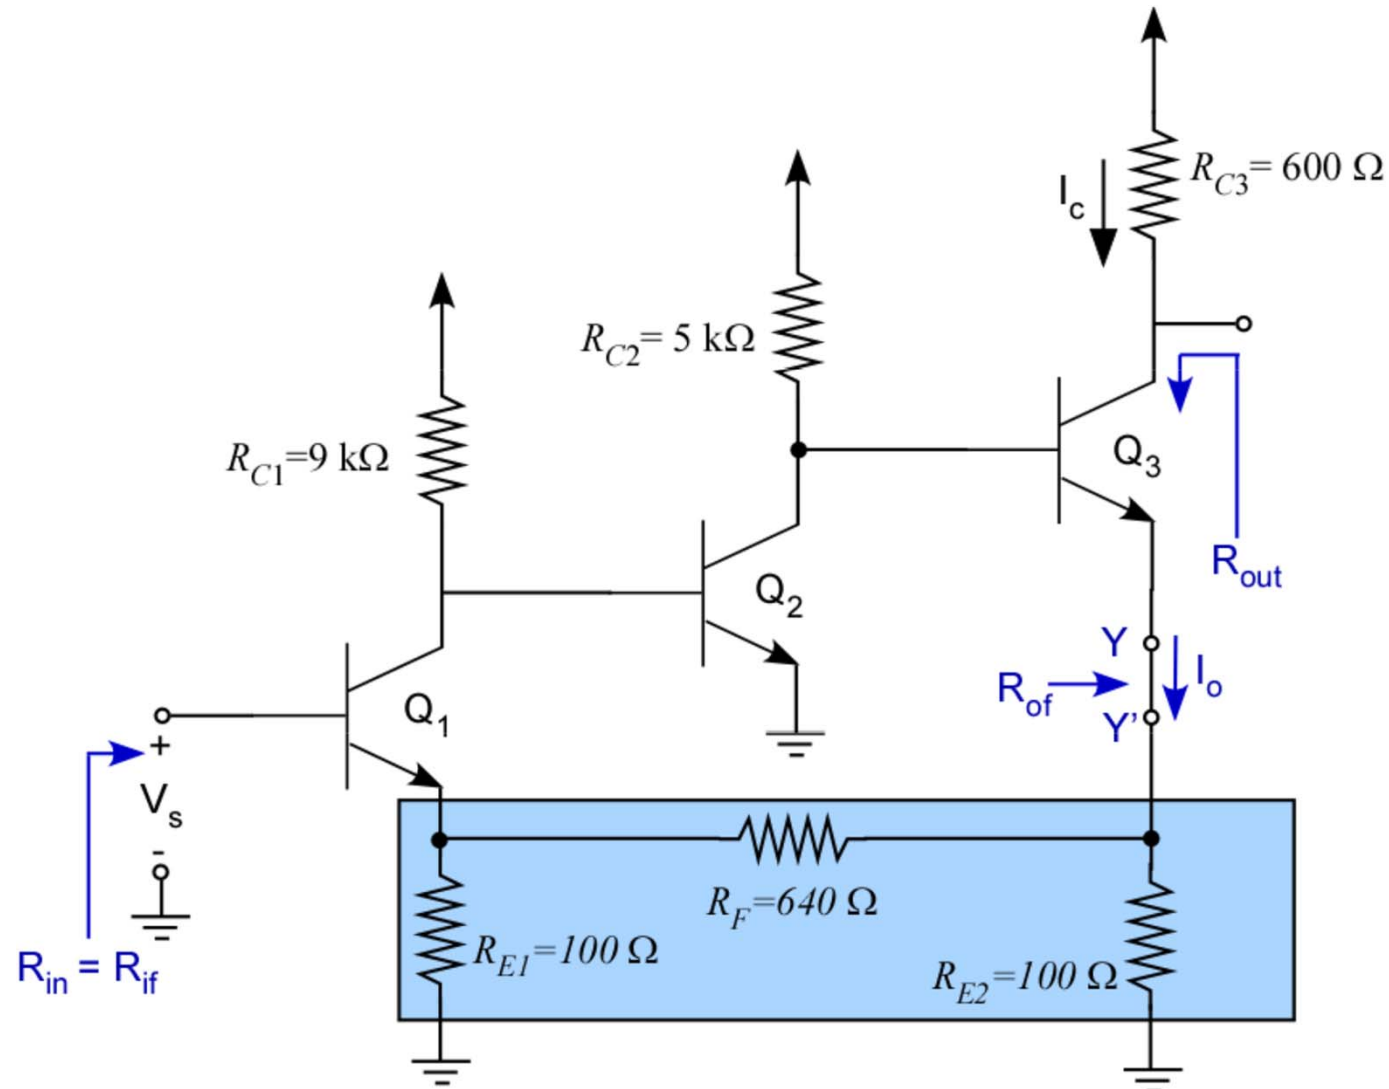 R_C3= 600 Ω
I_c
R_C2= 5 kΩ
R_C1=9 kΩ
Q_3
R_out
Q_2
Y
I_o
R_of
Y'
Q_1
+
V_s
-
R_F=640 Ω
R_E1=100 Ω
R_in = R_if
R_E2=100 Ω